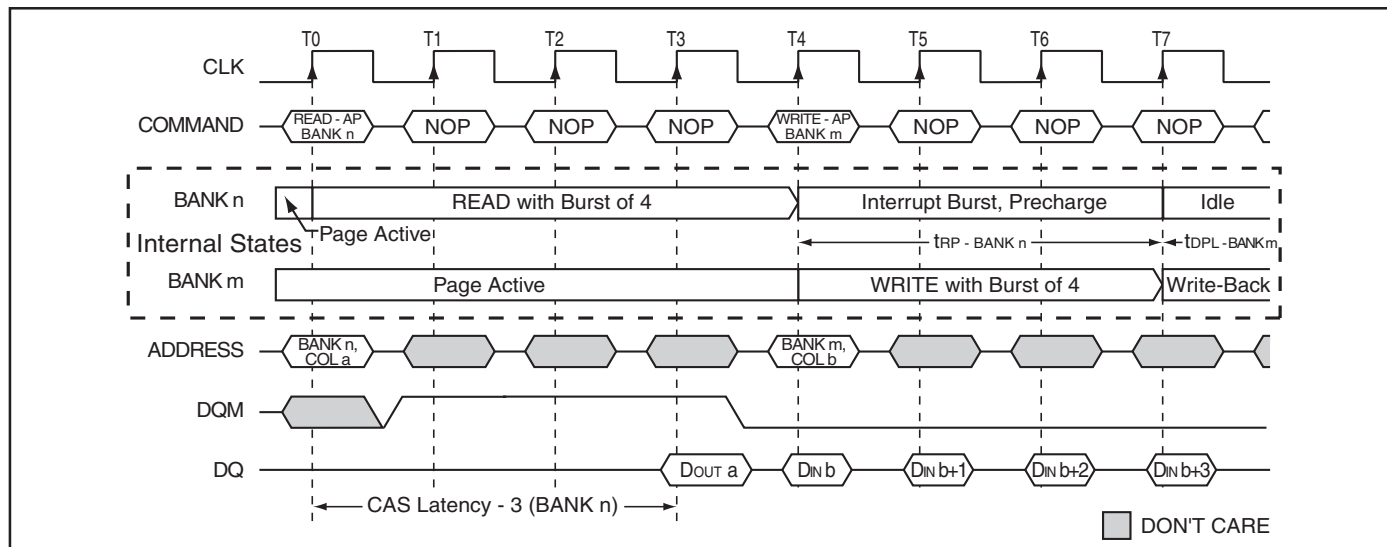 T0 T1 T2 T3 T4 T5 T6 T7
CLK
COMMAND READ - AP BANK n NOP NOP NOP WRITE - AP BANK m NOP NOP NOP
BANK n READ with Burst of 4 Interrupt Burst, Precharge Idle
Page Active
Internal States tRP - BANK n tDPL - BANK m
BANK m Page Active WRITE with Burst of 4 Write-Back
ADDRESS BANK n, COL a BANK m, COL b
DQM
DQ DOUT a DIN b DIN b+1 DIN b+2 DIN b+3
CAS Latency - 3 (BANK n)
DON'T CARE